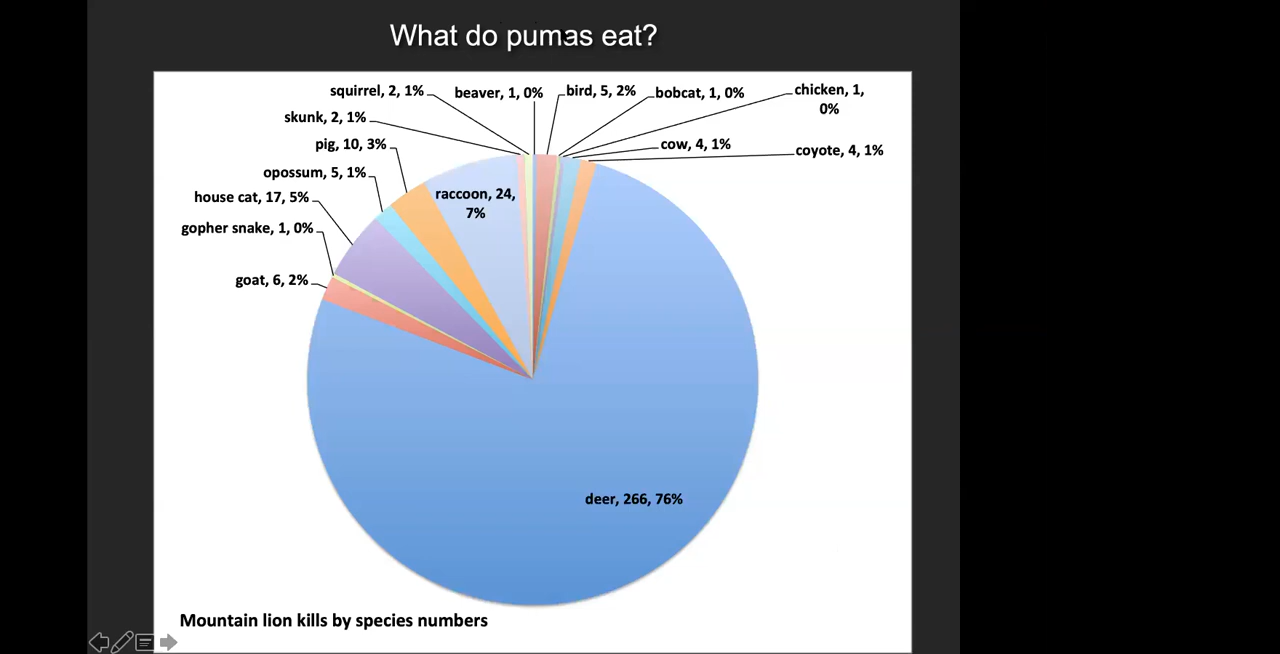 What do pumas eat?
squirrel, 2, 1%
beaver, 1, 0%
bird, 5, 2%
bobcat, 1, 0%
chicken, 1,
0%
skunk, 2, 1%
pig, 10, 3%
cow, 4, 1%
coyote, 4, 1%
opossum, 5, 1%
house cat, 17, 5%
raccoon, 24,
7%
gopher snake, 1, 0%
goat, 6, 2%
deer, 266, 76%
Mountain lion kills by species numbers